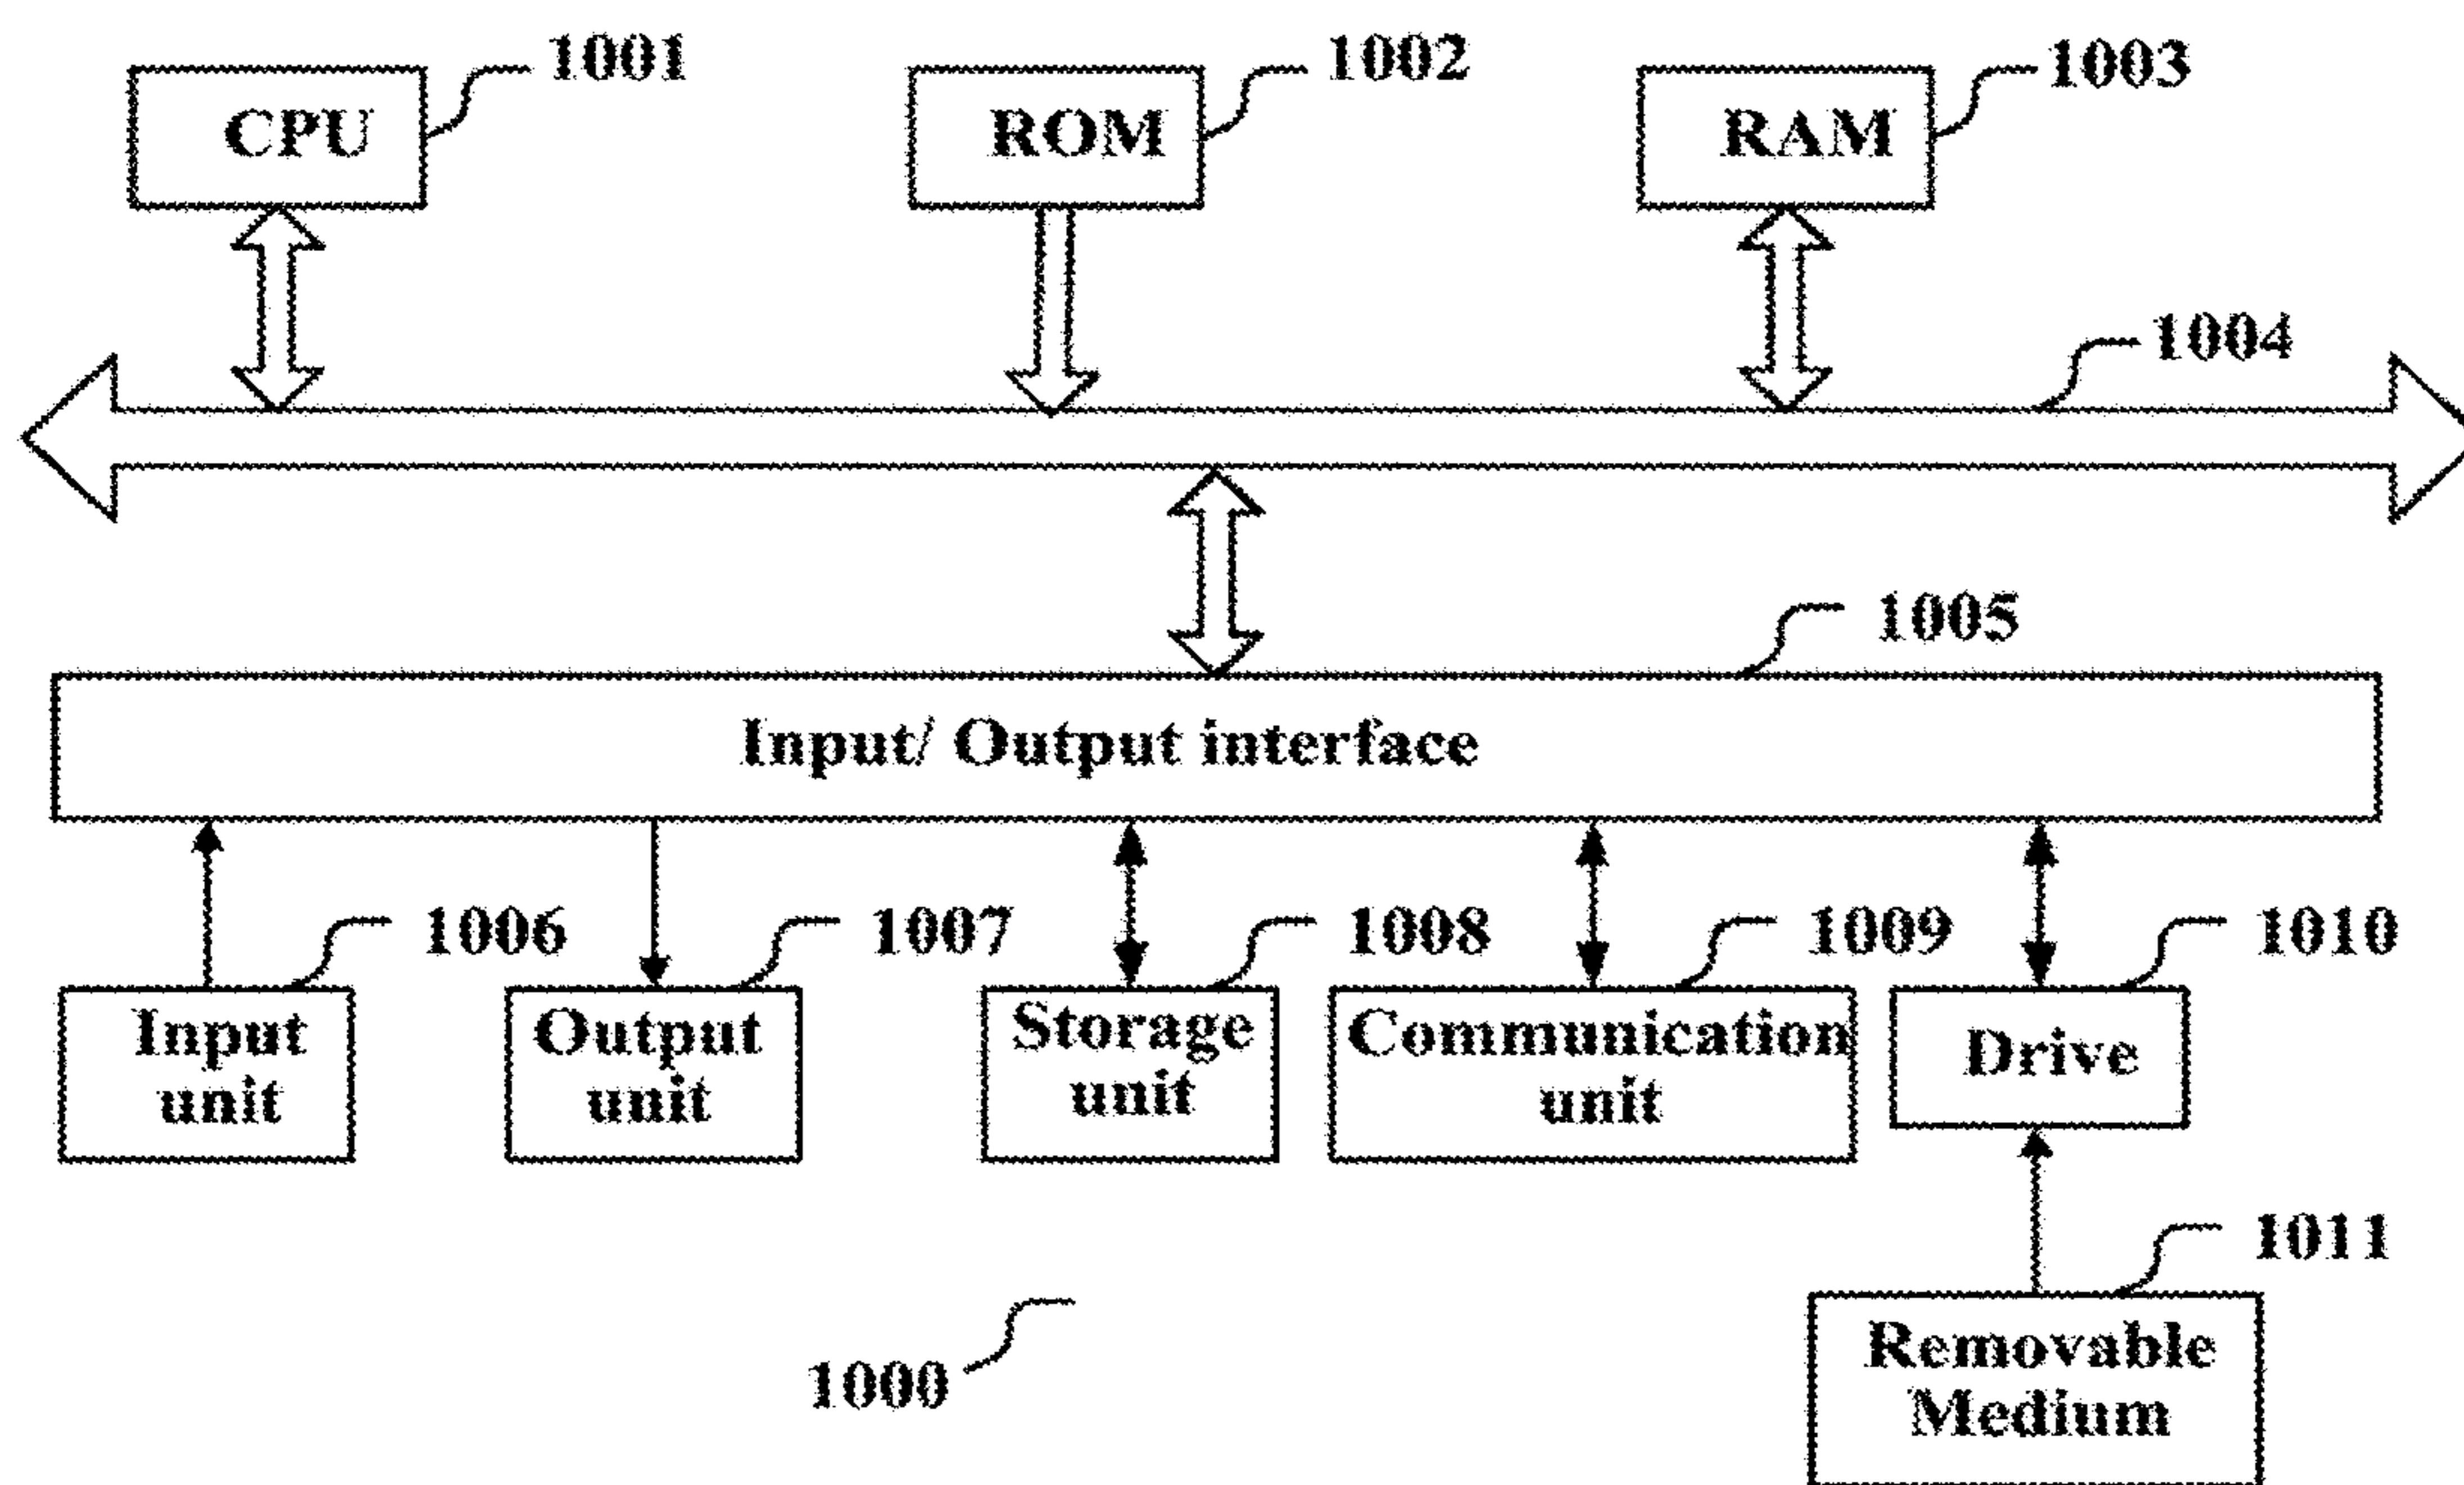 1001
1002
1003
CPU
ROM
RAM
1004
1005
Input/ Output interface
1006
1007
1008
1009
1010
Input
unit
Output
unit
Storage
unit
Communication
unit
Drive
1011
1000
Removable
Medium